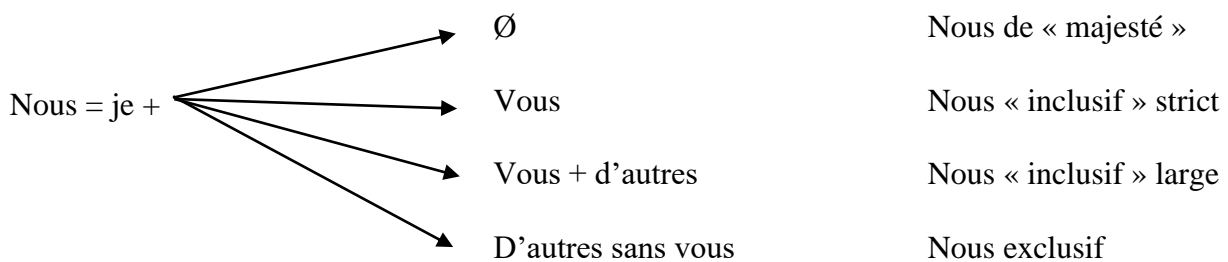 Ø Nous de « majesté »
Nous = je + Vous Nous « inclusif » strict
Vous + d’autres Nous « inclusif » large
D’autres sans vous Nous exclusif